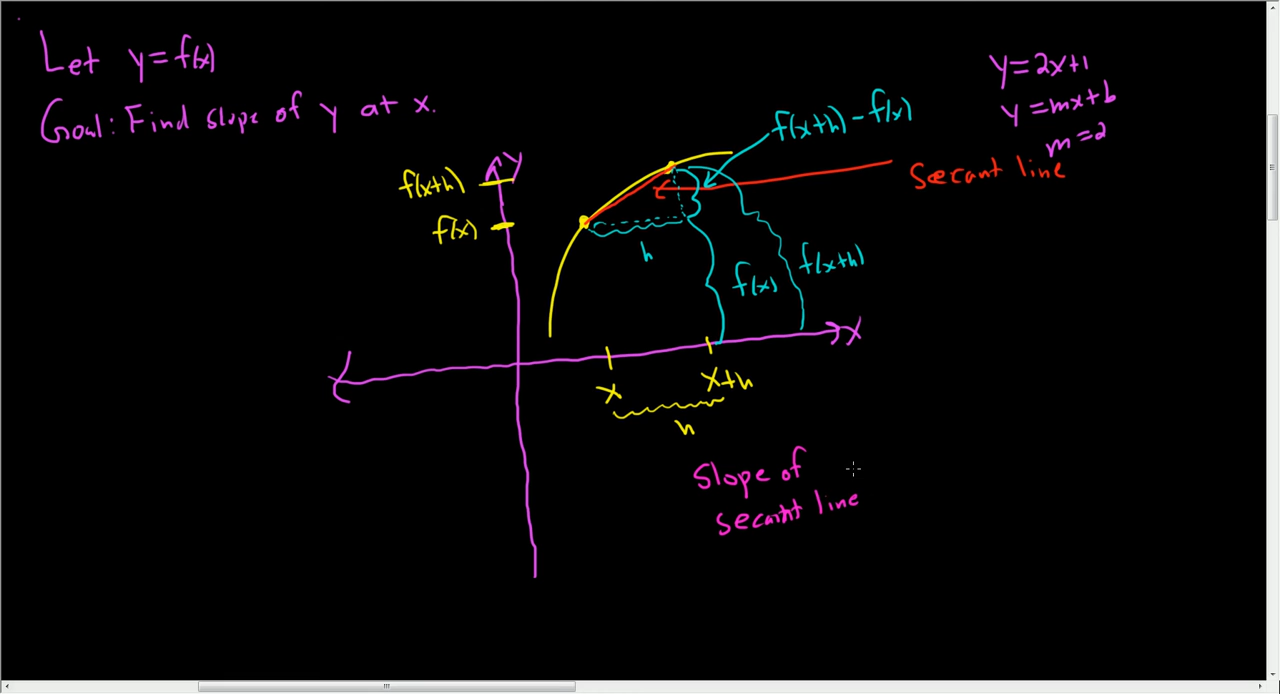 Let y=f(x)
Goal: Find slope of y at x.
y=2x+1
y=mx+b
m=2
f(x+h)-f(x)
Secant line
y
f(x+h)
f(x)
h
f(x)
f(x+h)
x
x
x+h
h
Slope of
secant line